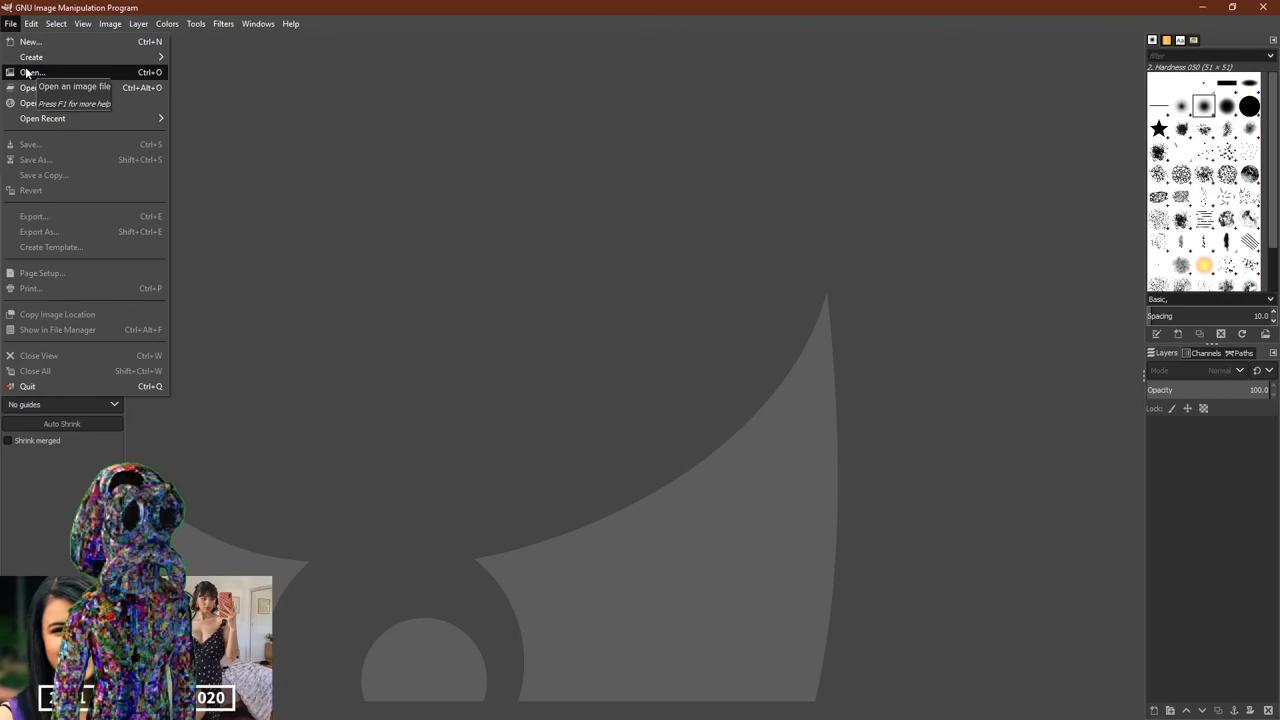 GNU Image Manipulation Program
File Edit Select View Image Layer Colors Tools Filters Windows Help
New... Ctrl+N
Create
Open... Ctrl+O
Open an image file
Ctrl+Alt+O
Press F1 for more help
Open Recent
Save... Ctrl+S
Save As... Shift+Ctrl+S
Save a Copy...
Revert
Export... Ctrl+E
Export As... Shift+Ctrl+E
Create Template...
Page Setup...
Print... Ctrl+P
Copy Image Location
Show in File Manager Ctrl+Alt+F
Close View Ctrl+W
Close All Shift+Ctrl+W
Quit Ctrl+Q
No guides
Auto Shrink
Shrink merged
filter
2. Hardness 050 (51 × 51)
Basic,
Spacing 10.0
Layers Channels Paths
Mode Normal
Opacity 100.0
Lock: